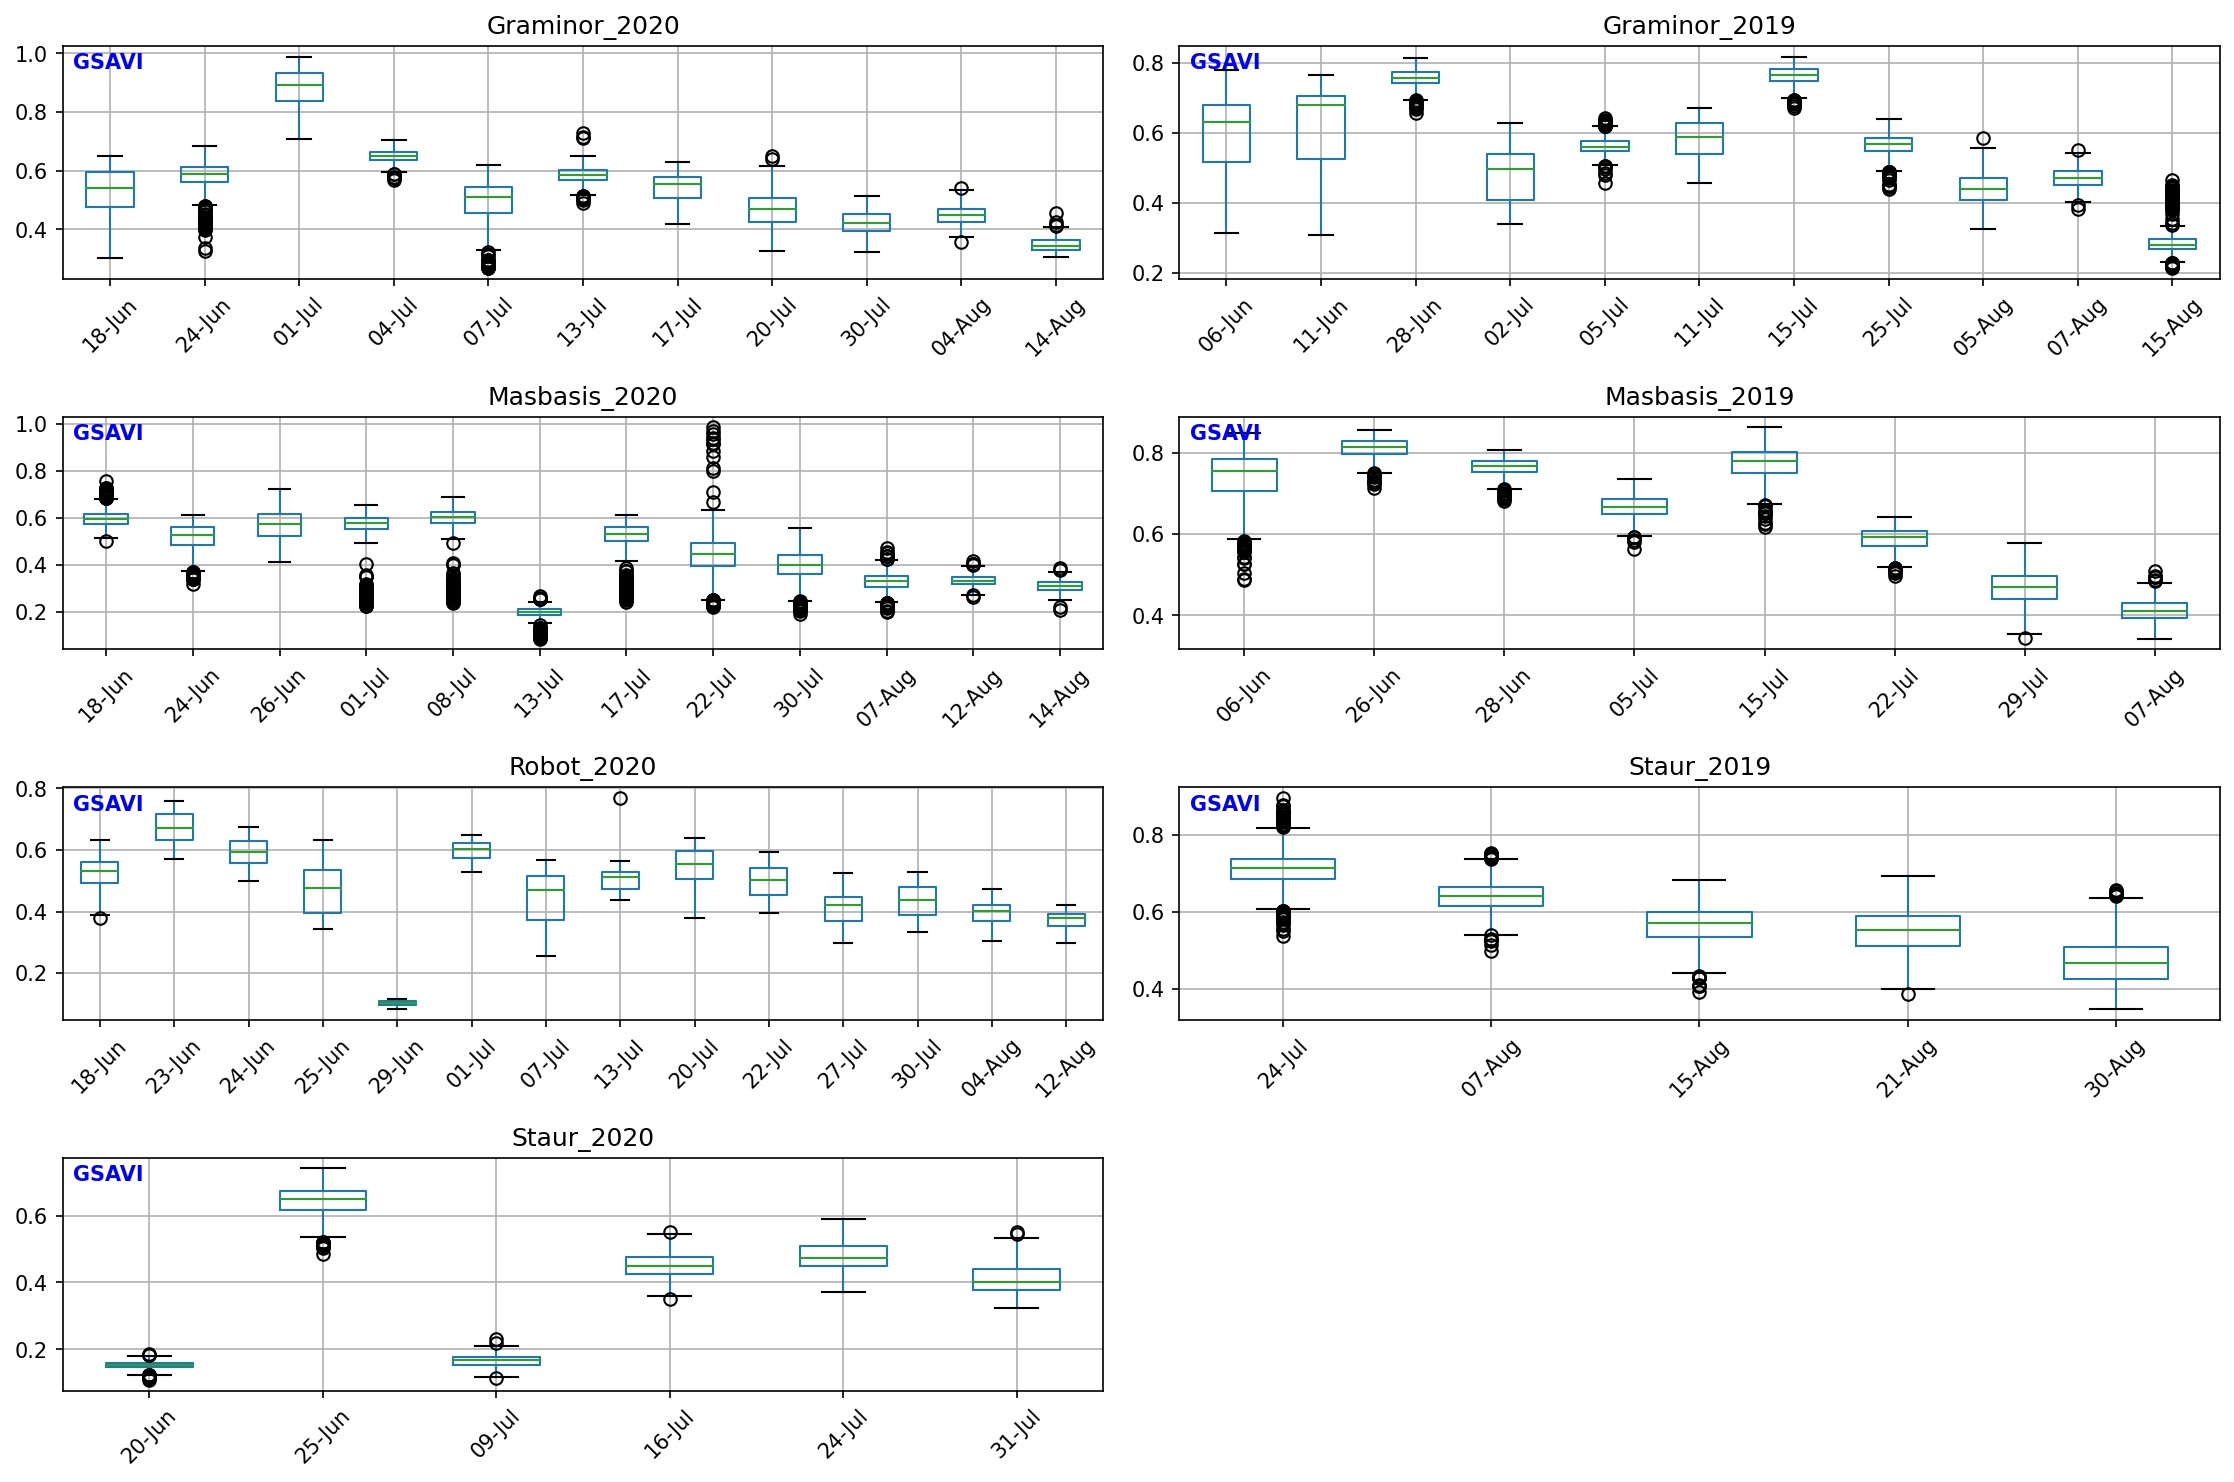 Graminor_2020
GSAVI
1.0
0.8
0.6
0.4
18-Jun 24-Jun 01-Jul 04-Jul 07-Jul 13-Jul 17-Jul 20-Jul 30-Jul 04-Aug 14-Aug
Graminor_2019
GSAVI
0.8
0.6
0.4
0.2
06-Jun 11-Jun 28-Jun 02-Jul 05-Jul 11-Jul 15-Jul 25-Jul 05-Aug 07-Aug 15-Aug
Masbasis_2020
GSAVI
1.0
0.8
0.6
0.4
0.2
18-Jun 24-Jun 26-Jun 01-Jul 08-Jul 13-Jul 17-Jul 22-Jul 30-Jul 07-Aug 12-Aug 14-Aug
Masbasis_2019
GSAVI
0.8
0.6
0.4
06-Jun 26-Jun 28-Jun 05-Jul 15-Jul 22-Jul 29-Jul 07-Aug
Robot_2020
GSAVI
0.8
0.6
0.4
0.2
18-Jun 23-Jun 24-Jun 25-Jun 29-Jun 01-Jul 07-Jul 13-Jul 20-Jul 22-Jul 27-Jul 30-Jul 04-Aug 12-Aug
Staur_2019
GSAVI
0.8
0.6
0.4
24-Jul 07-Aug 15-Aug 21-Aug 30-Aug
Staur_2020
GSAVI
0.6
0.4
0.2
20-Jun 25-Jun 09-Jul 16-Jul 24-Jul 31-Jul